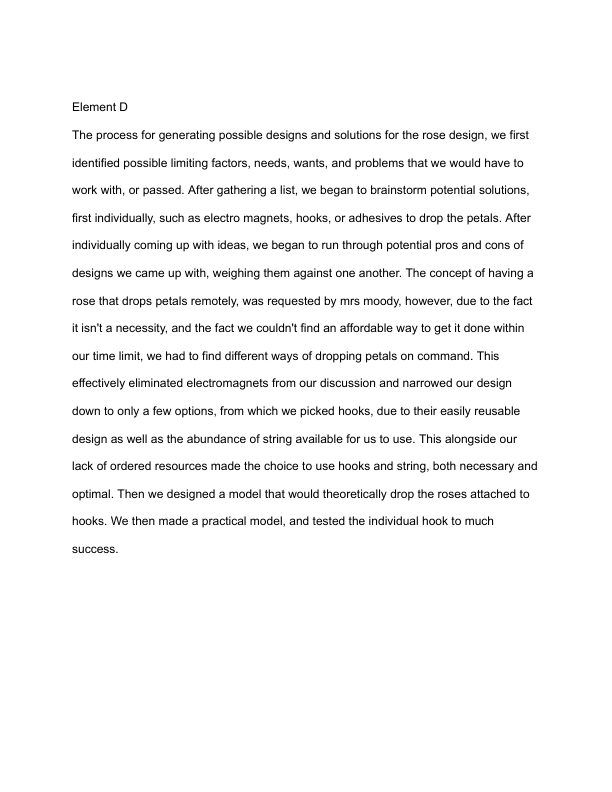 Element D
The process for generating possible designs and solutions for the rose design, we first
identified possible limiting factors, needs, wants, and problems that we would have to
work with, or passed. After gathering a list, we began to brainstorm potential solutions,
first individually, such as electro magnets, hooks, or adhesives to drop the petals. After
individually coming up with ideas, we began to run through potential pros and cons of
designs we came up with, weighing them against one another. The concept of having a
rose that drops petals remotely, was requested by mrs moody, however, due to the fact
it isn't a necessity, and the fact we couldn't find an affordable way to get it done within
our time limit, we had to find different ways of dropping petals on command. This
effectively eliminated electromagnets from our discussion and narrowed our design
down to only a few options, from which we picked hooks, due to their easily reusable
design as well as the abundance of string available for us to use. This alongside our
lack of ordered resources made the choice to use hooks and string, both necessary and
optimal. Then we designed a model that would theoretically drop the roses attached to
hooks. We then made a practical model, and tested the individual hook to much
success.